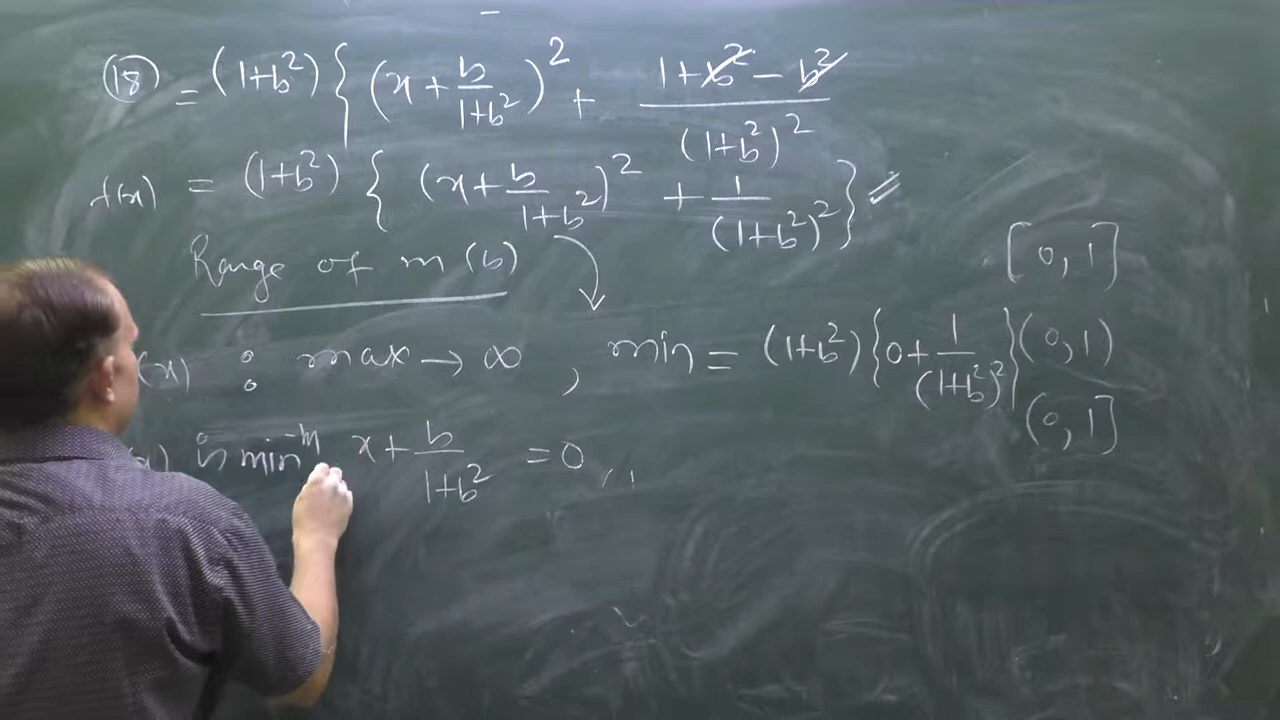 (18) = (1+b²) { (x + b/(1+b²))² + (1+b²-b²)/(1+b²)²
f(x) = (1+b²) { (x + b/(1+b²))² + 1/(1+b²)² }
Range of m(b)
[0, 1]
(x) : max → ∞ , min = (1+b²) {0 + 1/(1+b²)²}
(0, 1)
is min x + b/(1+b²) = 0
(0, 1]